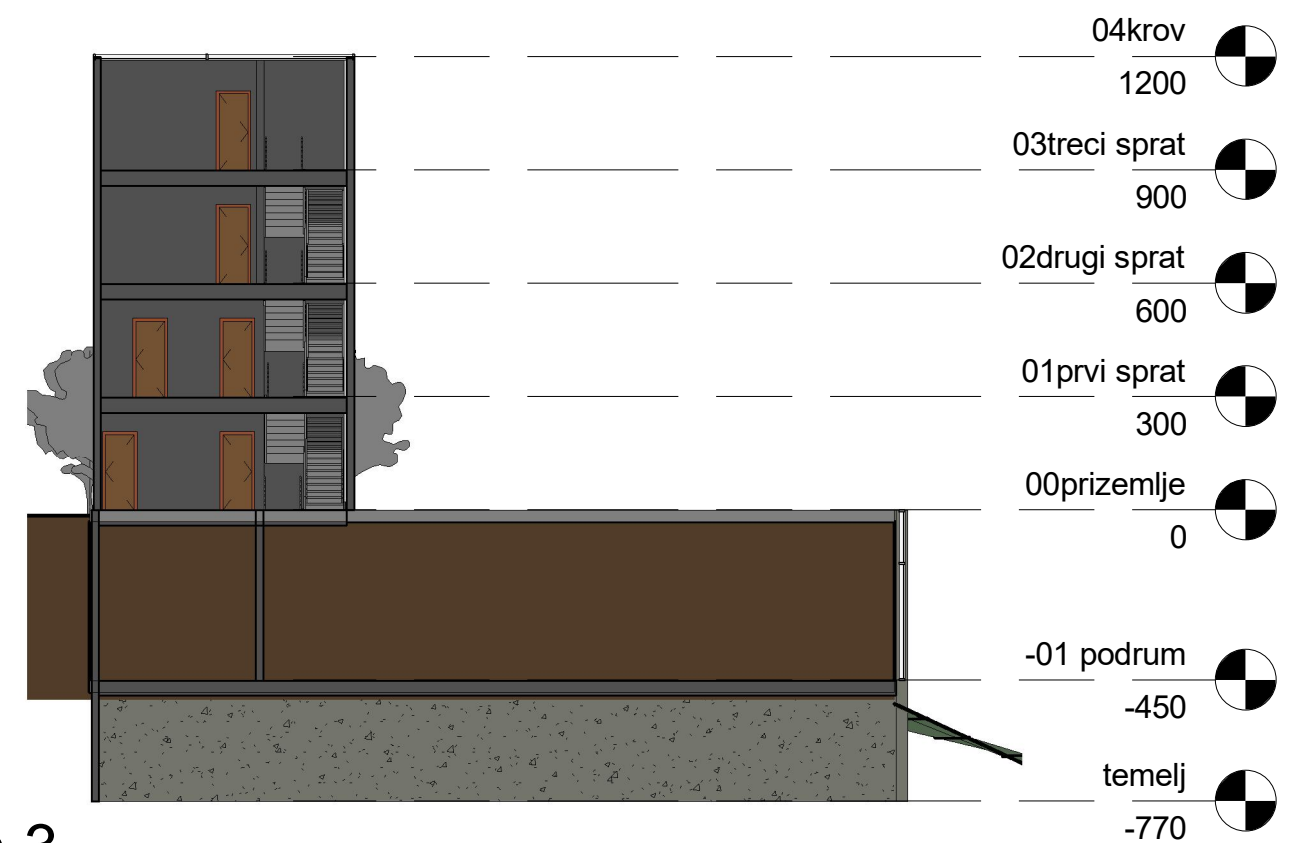 04krov
1200
03treci sprat
900
02drugi sprat
600
01prvi sprat
300
00prizemlje
0
-01 podrum
-450
temelj
-770